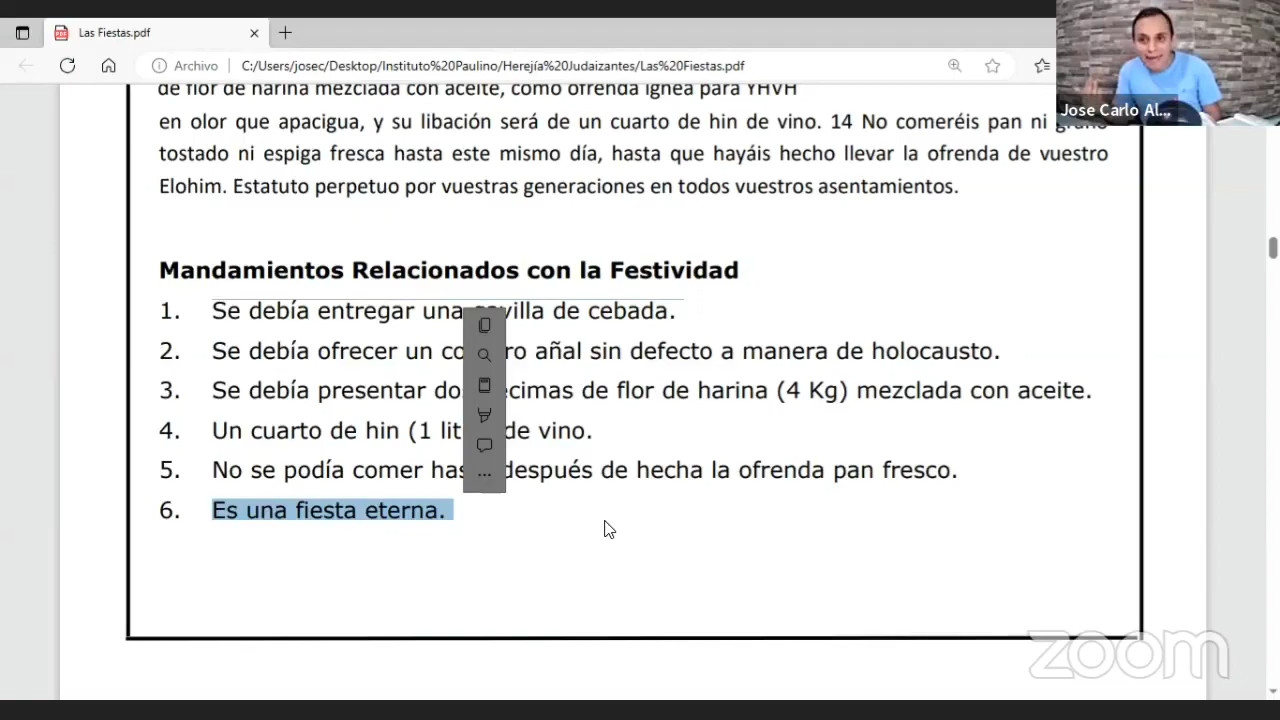 Las Fiestas.pdf
Archivo
C:/Users/josec/Desktop/Instituto%20Paulino/Herejía%20Judaizantes/Las%20Fiestas.pdf
Jose Carlo Al...
de flor de harina mezclada con aceite, como ofrenda ígnea para YHVH
en olor que apacigua, y su libación será de un cuarto de hin de vino. 14 No comeréis pan ni grano
tostado ni espiga fresca hasta este mismo día, hasta que hayáis hecho llevar la ofrenda de vuestro
Elohim. Estatuto perpetuo por vuestras generaciones en todos vuestros asentamientos.
Mandamientos Relacionados con la Festividad
1. Se debía entregar una gavilla de cebada.
2. Se debía ofrecer un añal sin defecto a manera de holocausto.
3. Se debía presentar de flor de harina (4 Kg) mezclada con aceite.
4. Un cuarto de hin (1 de vino.
5. No se podía comer después de hecha la ofrenda pan fresco.
6. Es una fiesta eterna.
zoom